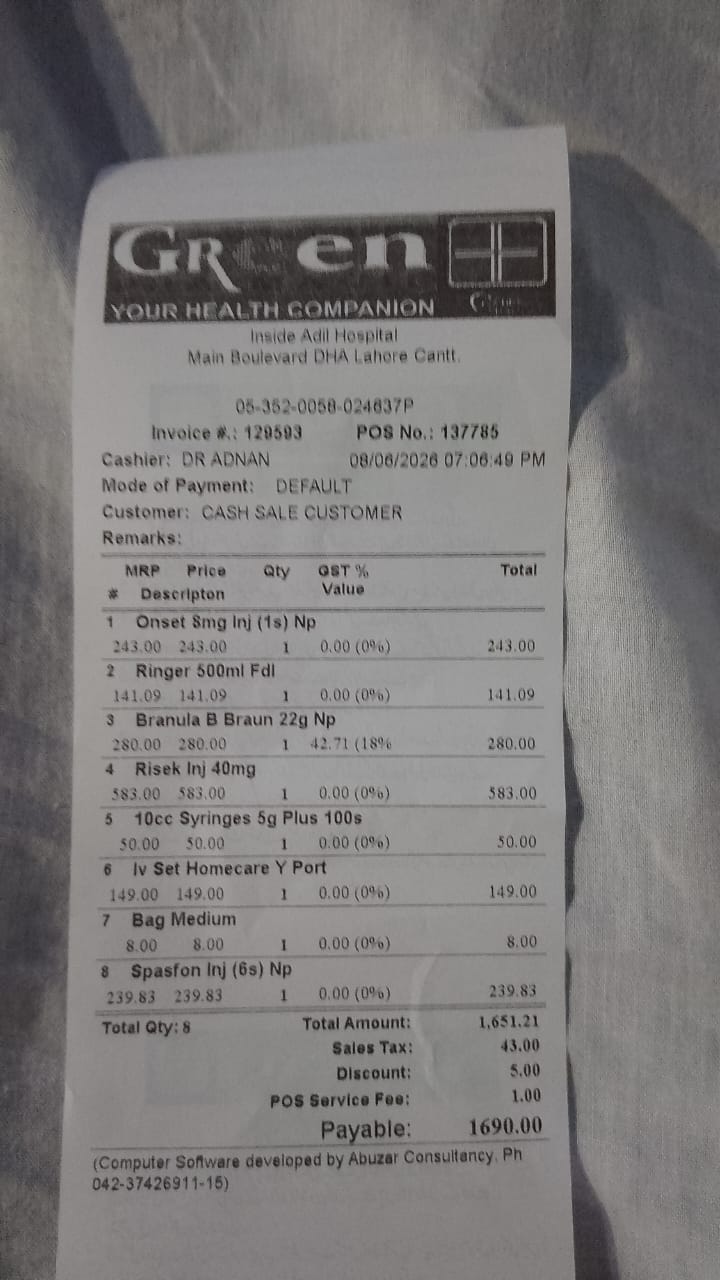 GREEN
YOUR HEALTH COMPANION
Inside Adil Hospital
Main Boulevard DHA Lahore Cantt.
05-352-0058-024637P
Invoice #.: 129593 POS No.: 137785
Cashier: DR ADNAN 08/06/2026 07:06:49 PM
Mode of Payment: DEFAULT
Customer: CASH SALE CUSTOMER
Remarks:
MRP Price Qty GST % Total
# Descripton Value
1 Onset 8mg Inj (1s) Np
243.00 243.00 1 0.00 (0%) 243.00
2 Ringer 500ml Fdl
141.09 141.09 1 0.00 (0%) 141.09
3 Branula B Braun 22g Np
280.00 280.00 1 42.71 (18% 280.00
4 Risek Inj 40mg
583.00 583.00 1 0.00 (0%) 583.00
5 10cc Syringes 5g Plus 100s
50.00 50.00 1 0.00 (0%) 50.00
6 Iv Set Homecare Y Port
149.00 149.00 1 0.00 (0%) 149.00
7 Bag Medium
8.00 8.00 1 0.00 (0%) 8.00
8 Spasfon Inj (6s) Np
239.83 239.83 1 0.00 (0%) 239.83
Total Qty: 8 Total Amount: 1,651.21
Sales Tax: 43.00
Discount: 5.00
POS Service Fee: 1.00
Payable: 1690.00
(Computer Software developed by Abuzar Consultancy. Ph
042-37426911-15)